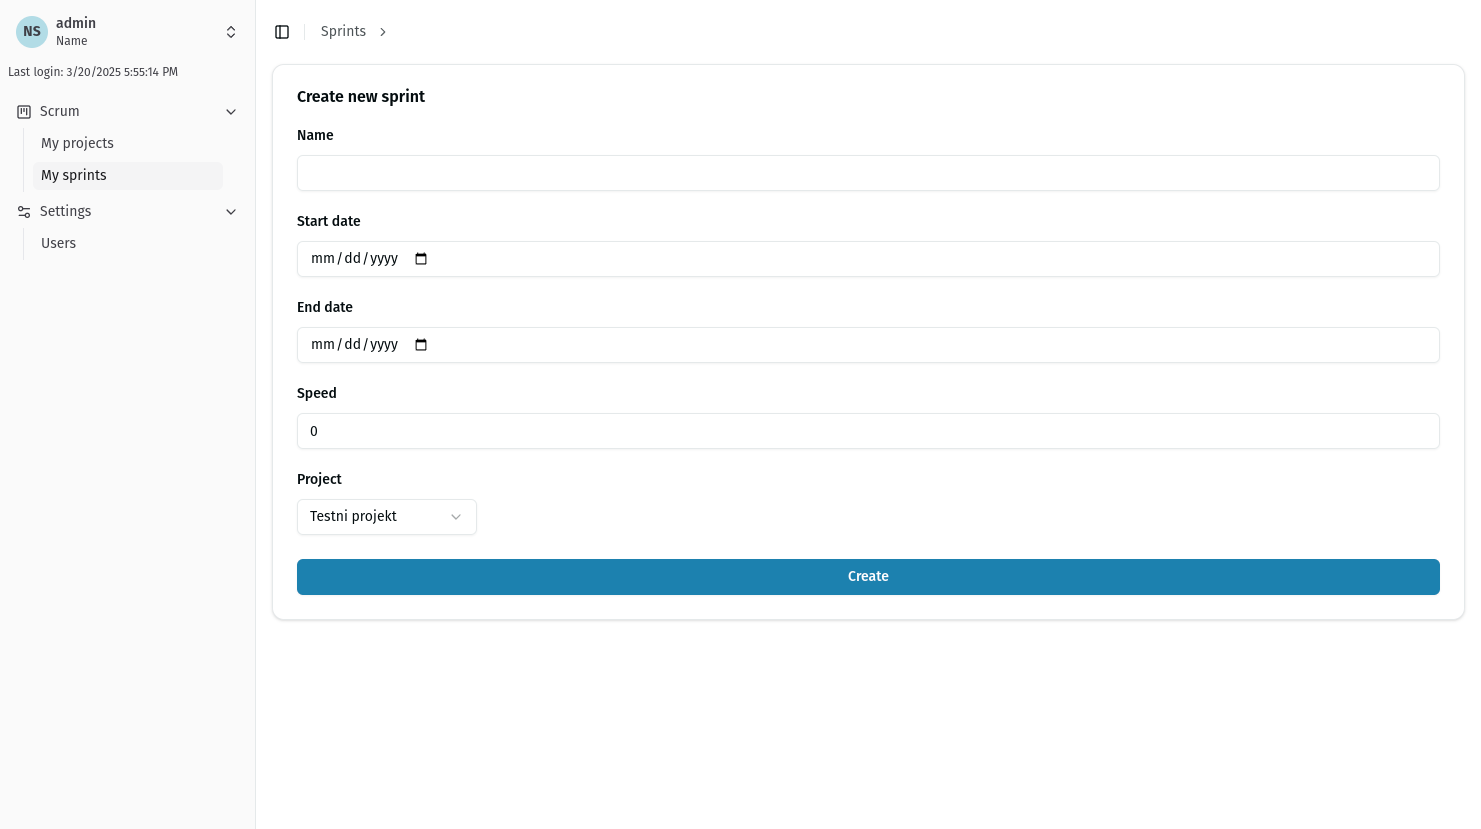 NS
admin
Name
Last login: 3/20/2025 5:55:14 PM
Scrum
My projects
My sprints
Settings
Users
Sprints
Create new sprint
Name
Start date
mm/dd/yyyy
End date
mm/dd/yyyy
Speed
0
Project
Testni projekt
Create